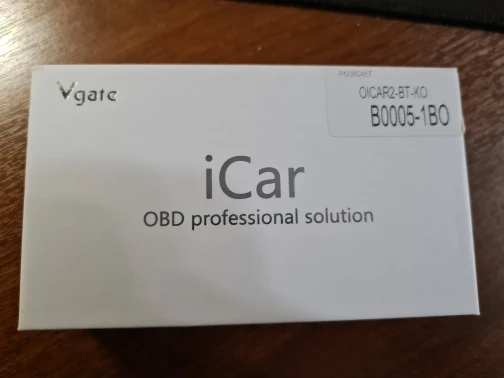 Vgate
OICAR2-BT-KO
B0005-1BO
iCar
OBD professional solution